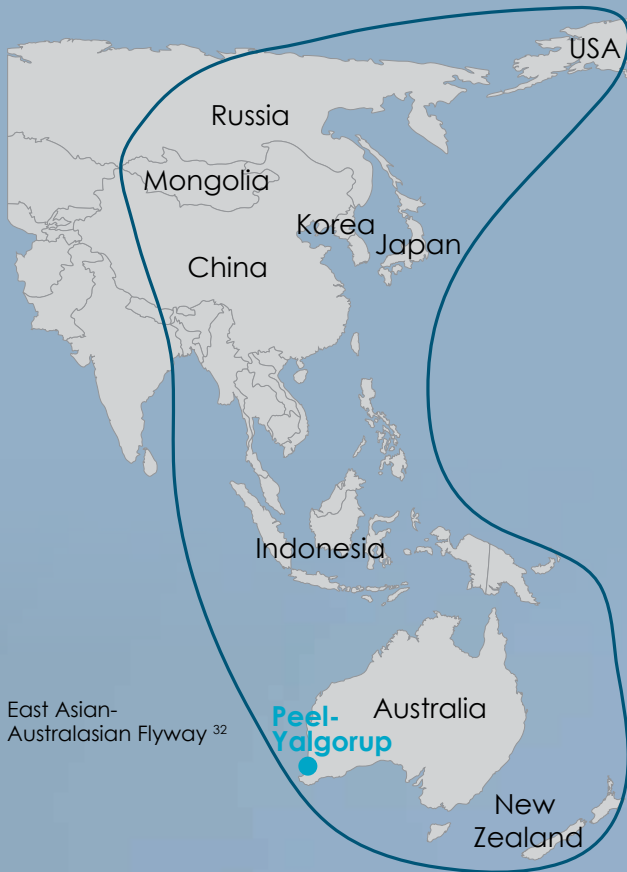 USA
Russia
Mongolia
Korea
Japan
China
Indonesia
East Asian-
Australasian Flyway 32
Peel-
Yalgorup
Australia
New
Zealand